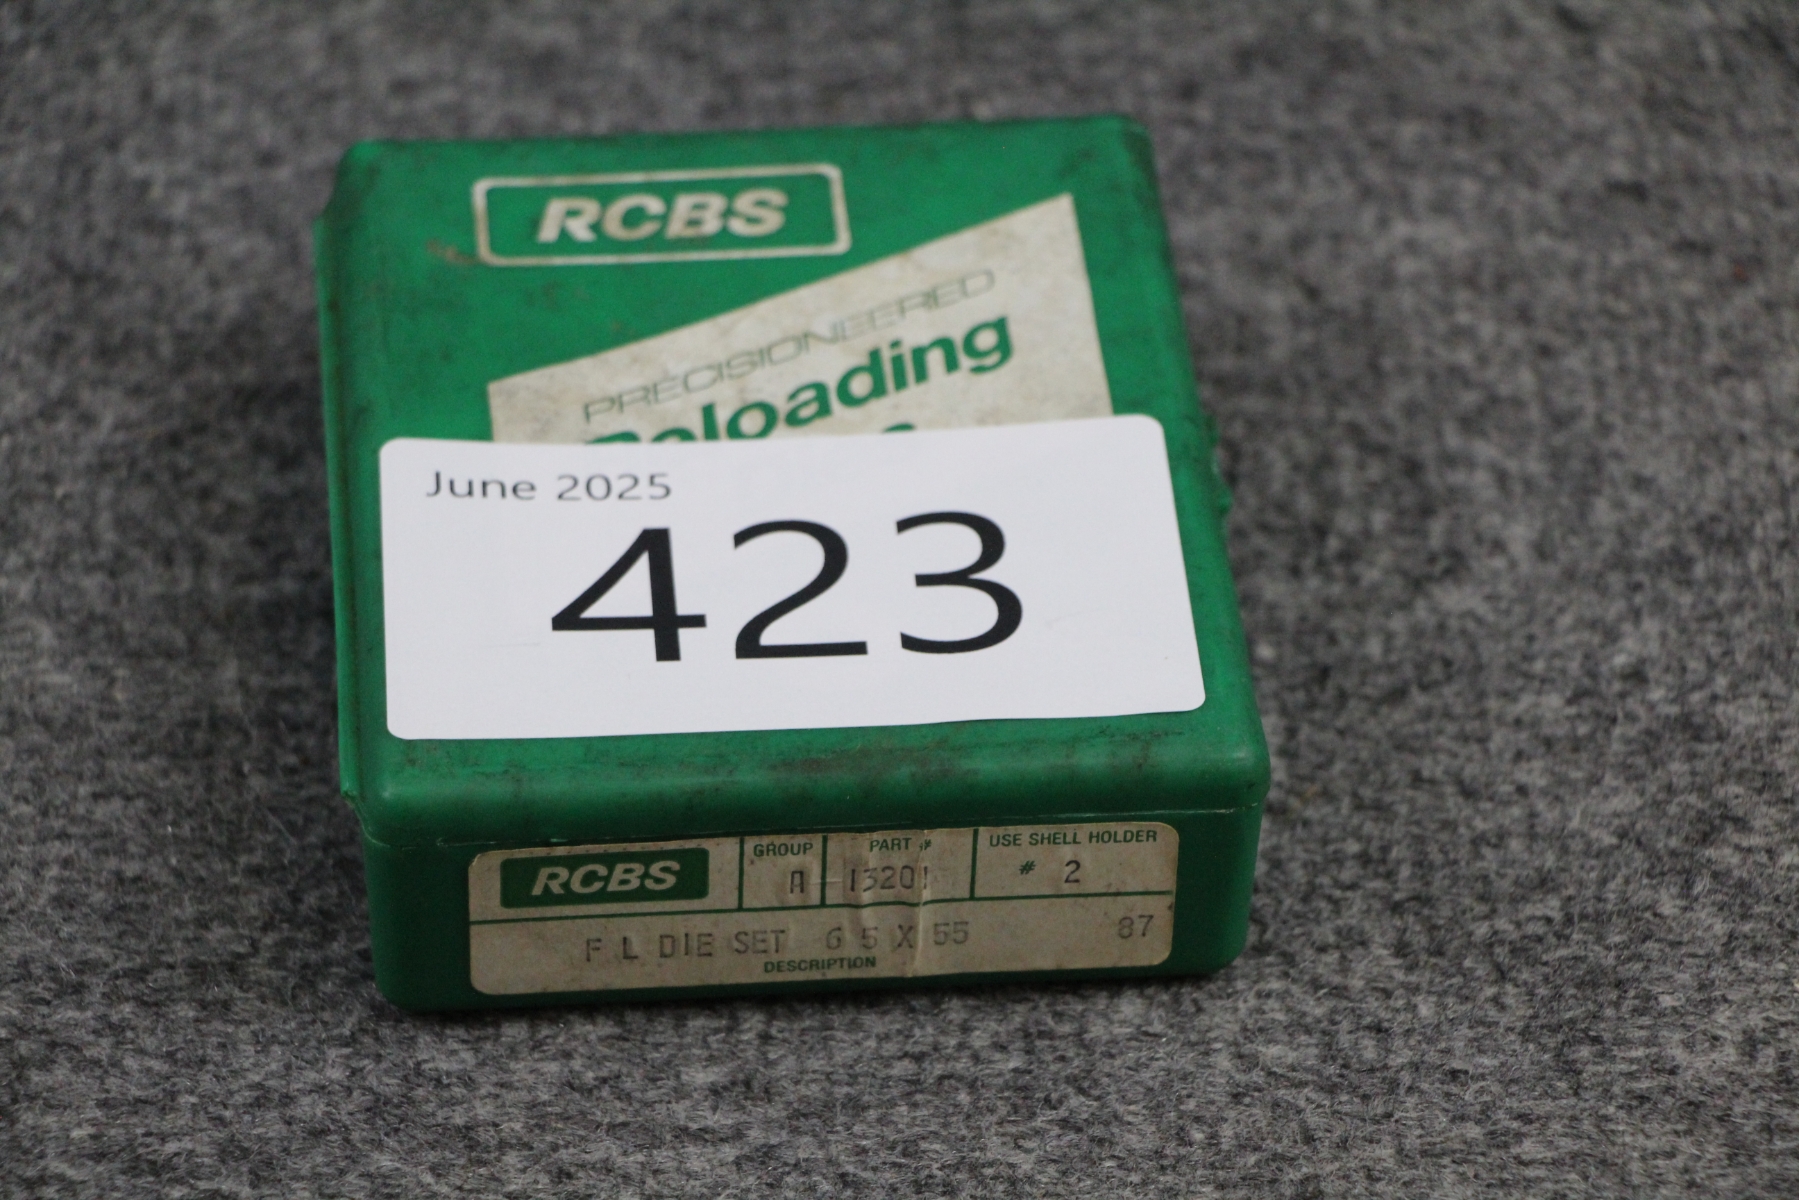 RCBS
PRECISIONEERED
Reloading
June 2025
423
RCBS
GROUP
A
PART #
13201
USE SHELL HOLDER
# 2
F L DIE SET 6 5 X 55
87
DESCRIPTION